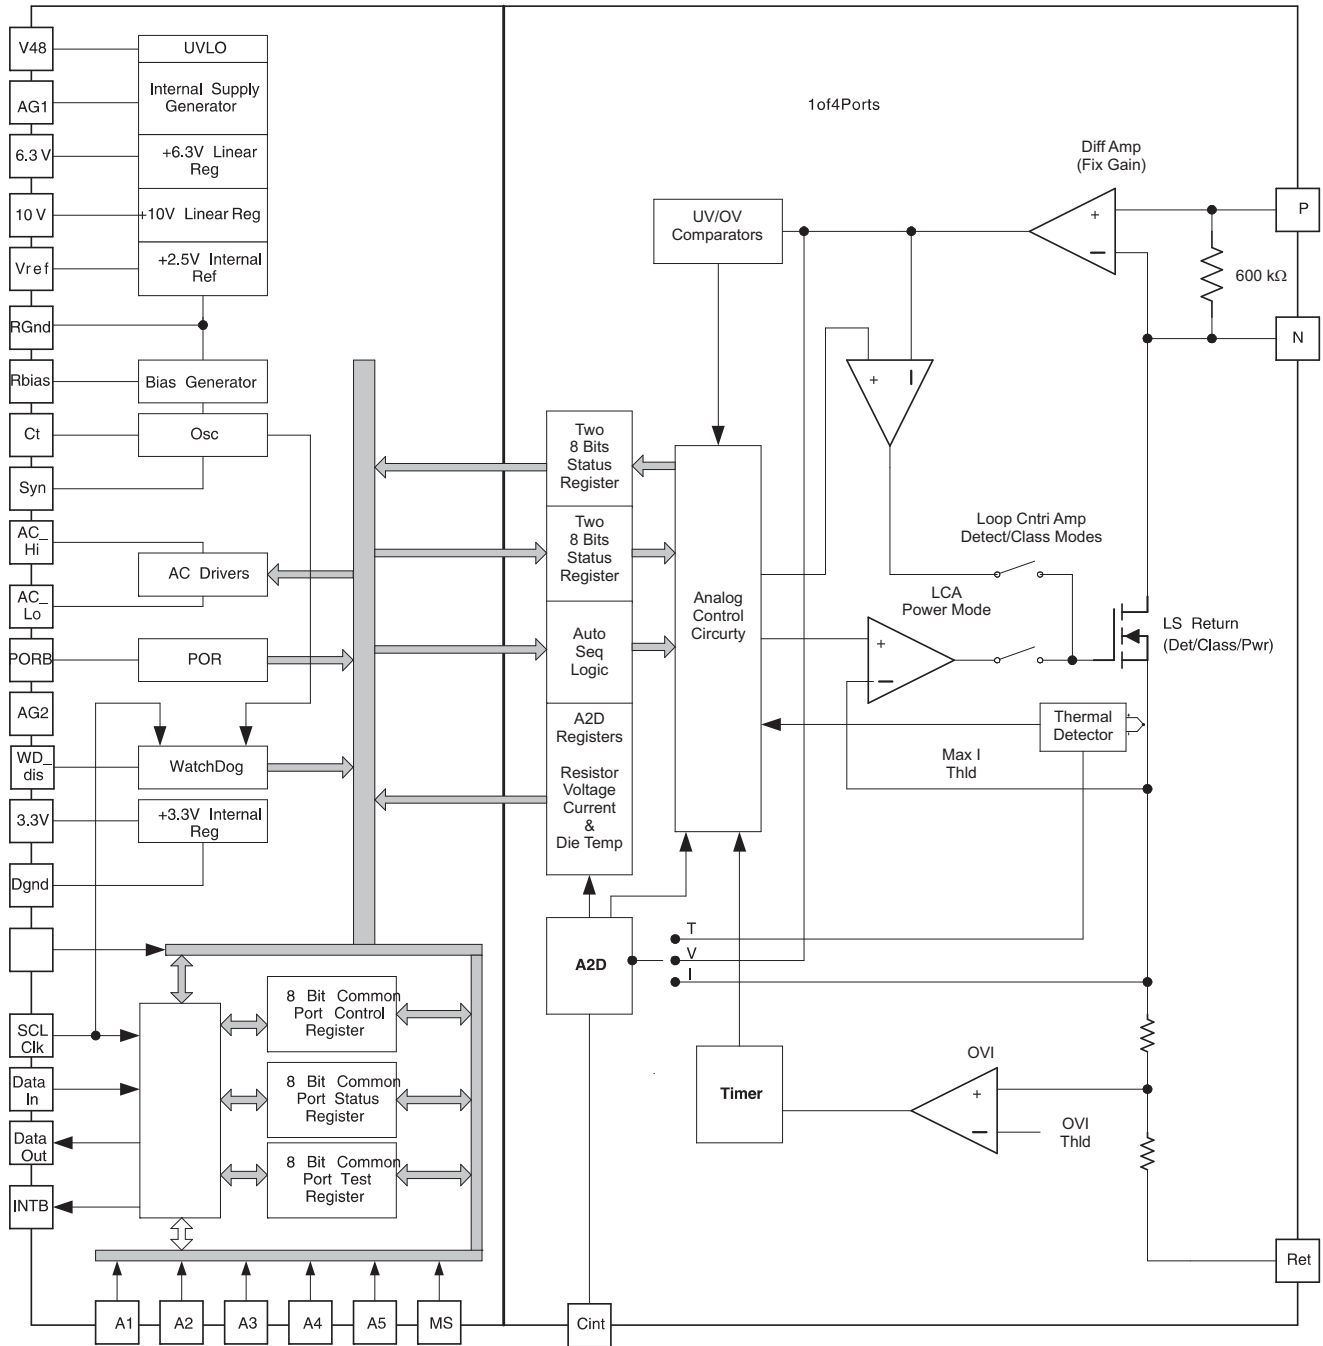 V48
UVLO
AG1
Internal Supply
Generator
6.3 V
+6.3V Linear
Reg
10 V
+10V Linear Reg
Vref
+2.5V Internal
Ref
RGnd
Rbias
Bias Generator
Ct
Osc
Syn
AC_
Hi
AC Drivers
AC_
Lo
PORB
POR
AG2
WD_
dis
WatchDog
3.3V
+3.3V Internal
Reg
Dgnd
SCL
Clk
Data
In
Data
Out
INTB
8 Bit Common
Port Control
Register
8 Bit Common
Port Status
Register
8 Bit Common
Port Test
Register
A1
A2
A3
A4
A5
MS
1of4Ports
Diff Amp
(Fix Gain)
+
−
P
600 kΩ
N
UV/OV
Comparators
+
−
Two
8 Bits
Status
Register
Two
8 Bits
Status
Register
Auto
Seq
Logic
A2D
Registers
Resistor
Voltage
Current
&
Die Temp
Analog
Control
Circurty
Loop Cntrl Amp
Detect/Class Modes
LCA
Power Mode
+
−
LS Return
(Det/Class/Pwr)
Thermal
Detector
Max I
Thld
A2D
T
V
I
Timer
OVI
+
−
OVI
Thld
Ret
Cint